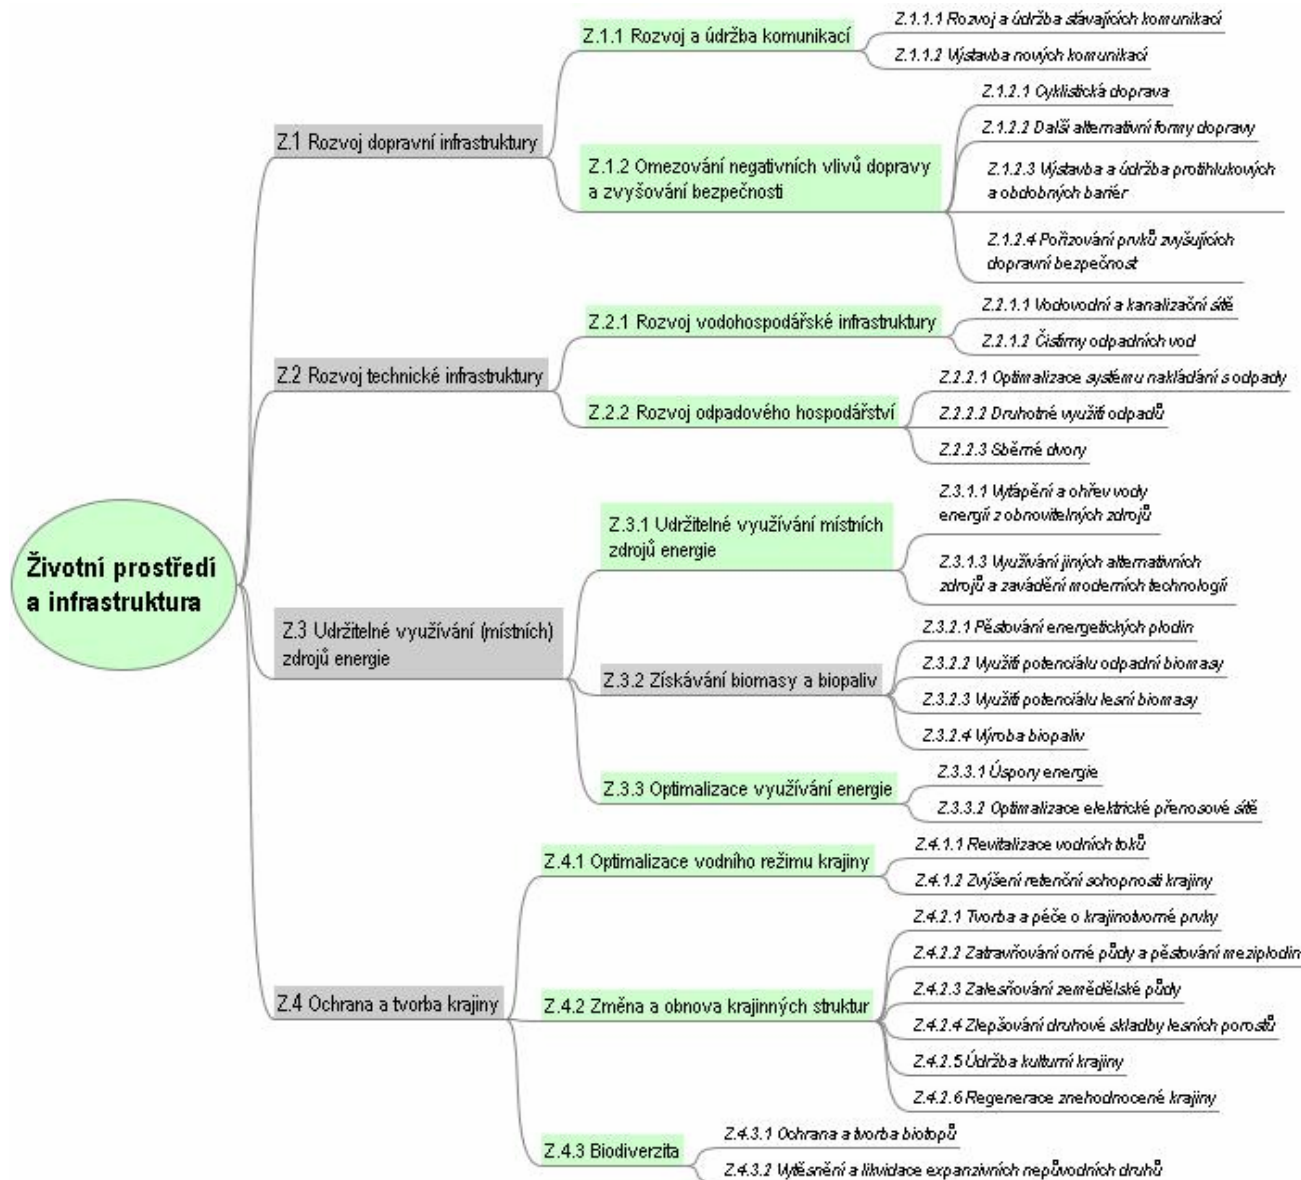 Životní prostředí
a infrastruktura
Z.1 Rozvoj dopravní infrastruktury
Z.1.1 Rozvoj a údržba komunikací
Z.1.1.1 Rozvoj a údržba stávajících komunikací
Z.1.1.2 Výstavba nových komunikací
Z.1.2 Omezování negativních vlivů dopravy
a zvyšování bezpečnosti
Z.1.2.1 Cyklistická doprava
Z.1.2.2 Další alternativní formy dopravy
Z.1.2.3 Výstavba a údržba protihlukových
a obdobných bariér
Z.1.2.4 Pořizování prvků zvyšujících
dopravní bezpečnost
Z.2 Rozvoj technické infrastruktury
Z.2.1 Rozvoj vodohospodářské infrastruktury
Z.2.1.1 Vodovodní a kanalizační sítě
Z.2.1.2 Čistírny odpadních vod
Z.2.2 Rozvoj odpadového hospodářství
Z.2.2.1 Optimalizace systému nakládání s odpady
Z.2.2.2 Druhotné využití odpadů
Z.2.2.3 Sběrné dvory
Z.3 Udržitelné využívání (místních)
zdrojů energie
Z.3.1 Udržitelné využívání místních
zdrojů energie
Z.3.1.1 Vytápění a ohřev vody
energií z obnovitelných zdrojů
Z.3.1.3 Využívání jiných alternativních
zdrojů a zavádění moderních technologií
Z.3.2 Získávání biomasy a biopaliv
Z.3.2.1 Pěstování energetických plodin
Z.3.2.2 Využití potenciálu odpadní biomasy
Z.3.2.3 Využití potenciálu lesní biomasy
Z.3.2.4 Výroba biopaliv
Z.3.3 Optimalizace využívání energie
Z.3.3.1 Úspory energie
Z.3.3.2 Optimalizace elektrické přenosové sítě
Z.4 Ochrana a tvorba krajiny
Z.4.1 Optimalizace vodního režimu krajiny
Z.4.1.1 Revitalizace vodních toků
Z.4.1.2 Zvýšení retenční schopnosti krajiny
Z.4.2 Změna a obnova krajinných struktur
Z.4.2.1 Tvorba a péče o krajinotvorné prvky
Z.4.2.2 Zatravňování orné půdy a pěstování meziplodin
Z.4.2.3 Zalesňování zemědělské půdy
Z.4.2.4 Zlepšování druhové skladby lesních porostů
Z.4.2.5 Údržba kulturní krajiny
Z.4.2.6 Regenerace znehodnocené krajiny
Z.4.3 Biodiverzita
Z.4.3.1 Ochrana a tvorba biotopů
Z.4.3.2 Vytěsnění a likvidace expanzivních nepůvodních druhů